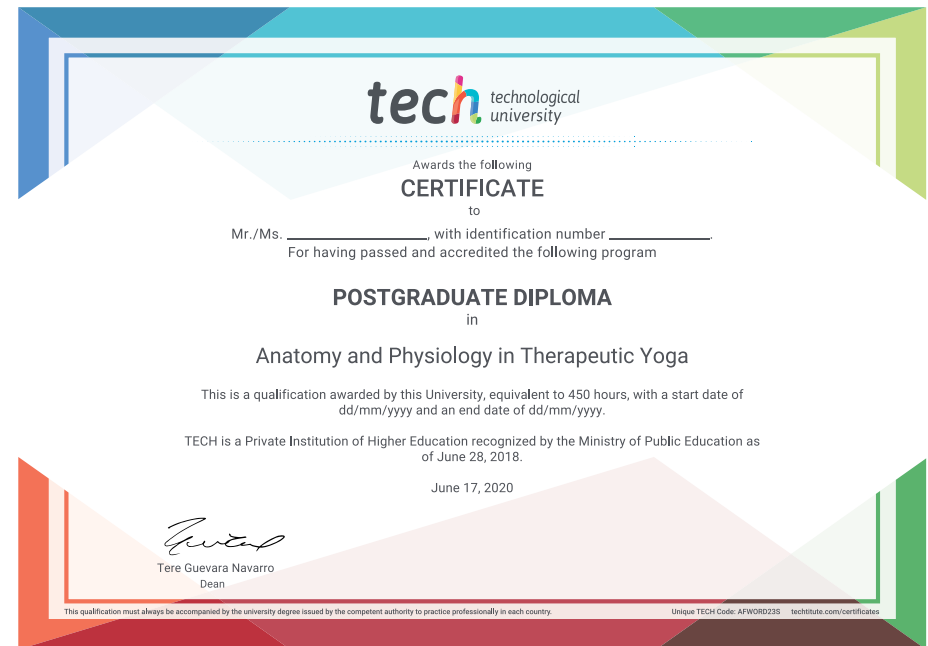 tech technological
university
Awards the following
CERTIFICATE
to
Mr./Ms. ____________________, with identification number ______________.
For having passed and accredited the following program
POSTGRADUATE DIPLOMA
in
Anatomy and Physiology in Therapeutic Yoga
This is a qualification awarded by this University, equivalent to 450 hours, with a start date of
dd/mm/yyyy and an end date of dd/mm/yyyy.
TECH is a Private Institution of Higher Education recognized by the Ministry of Public Education as
of June 28, 2018.
June 17, 2020
Tere Guevara Navarro
Dean
This qualification must always be accompanied by the university degree issued by the competent authority to practice professionally in each country. Unique TECH Code: AFWORD23S techtitute.com/certificates